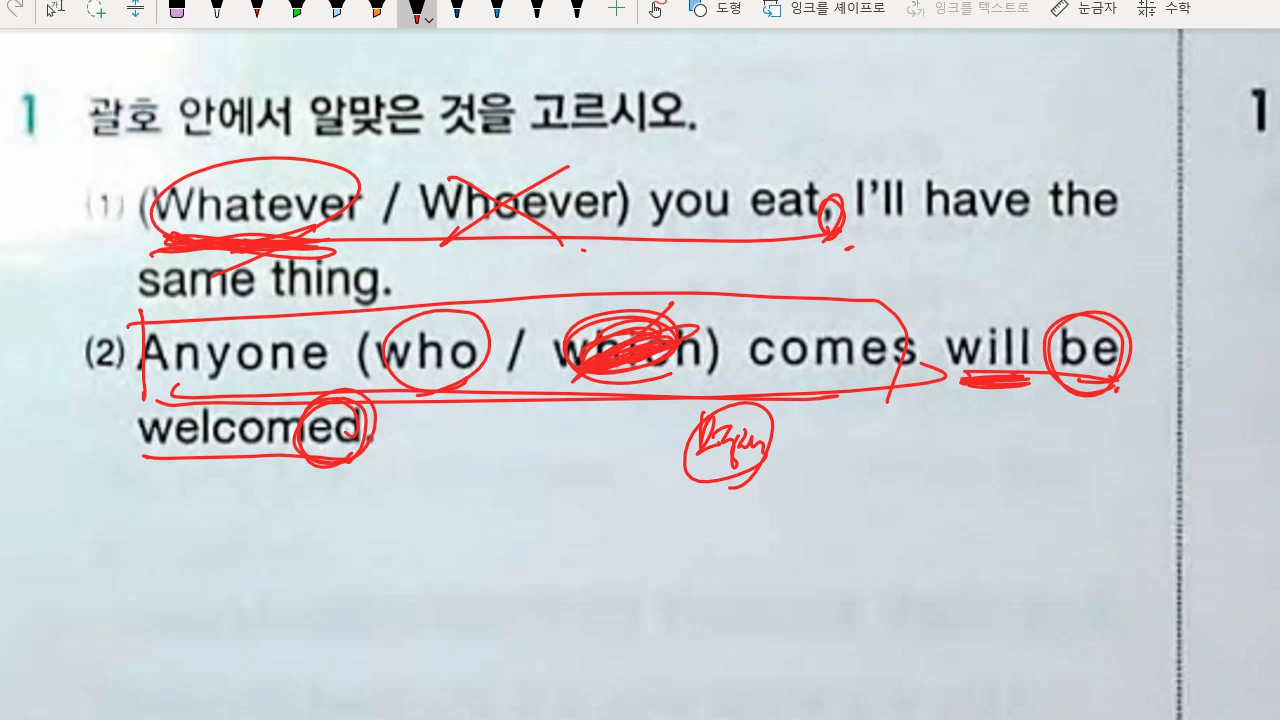 도형 잉크를 셰이프로 잉크를 텍스트로 눈금자 수학
1 괄호 안에서 알맞은 것을 고르시오. 1
(1) (Whatever / Whoever) you eat, I'll have the
same thing.
(2) Anyone (who / which) comes will be
welcomed.